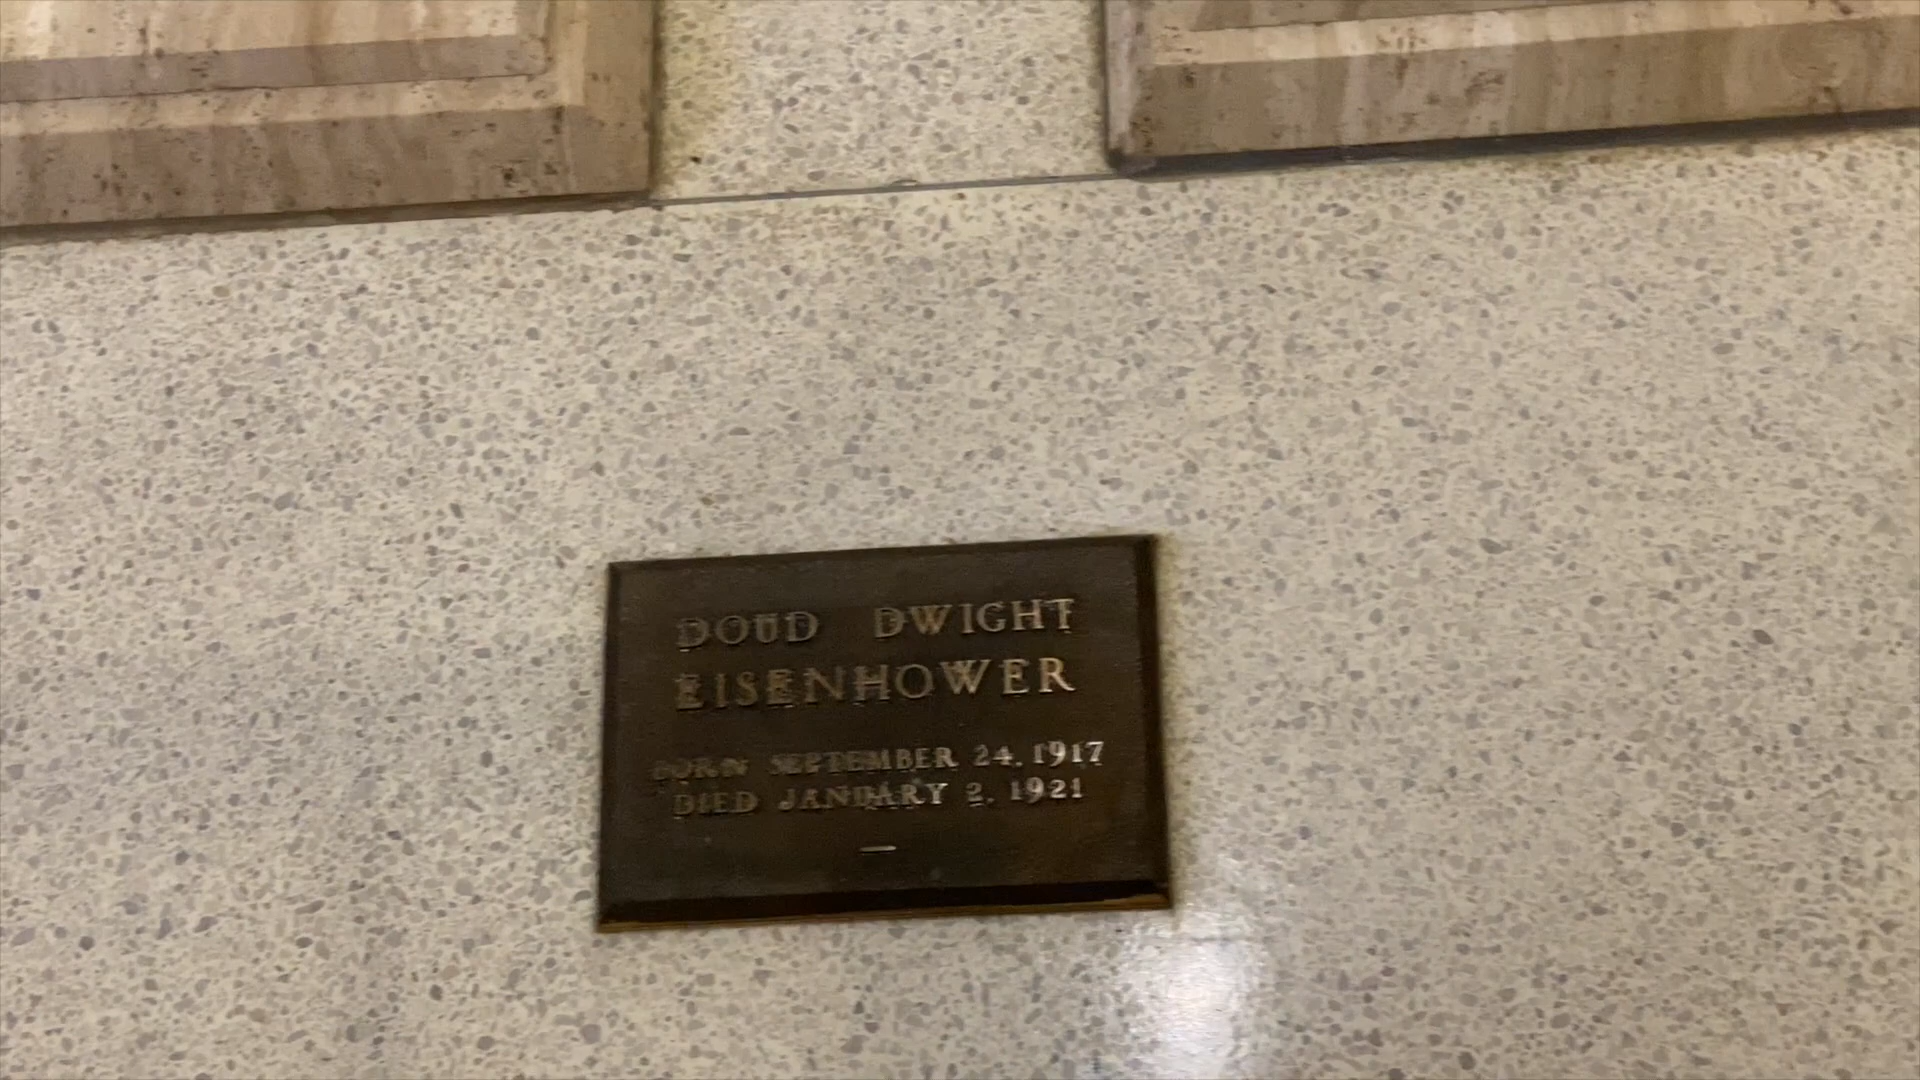 DOUD DWIGHT
EISENHOWER
BORN SEPTEMBER 24, 1917
DIED JANUARY 2, 1921